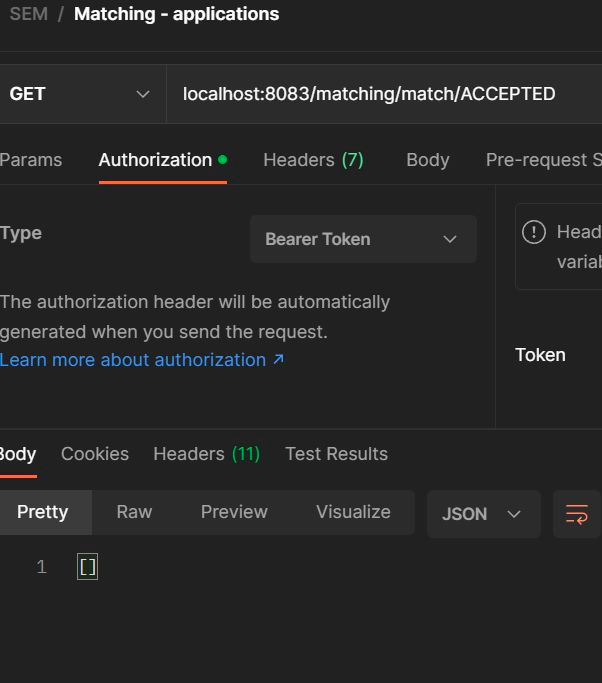 SEM / Matching - applications
GET localhost:8083/matching/match/ACCEPTED
Params Authorization Headers (7) Body Pre-request S
Type Bearer Token
Head
variab
The authorization header will be automatically
generated when you send the request.
Learn more about authorization ↗
Token
Body Cookies Headers (11) Test Results
Pretty Raw Preview Visualize JSON
1 []